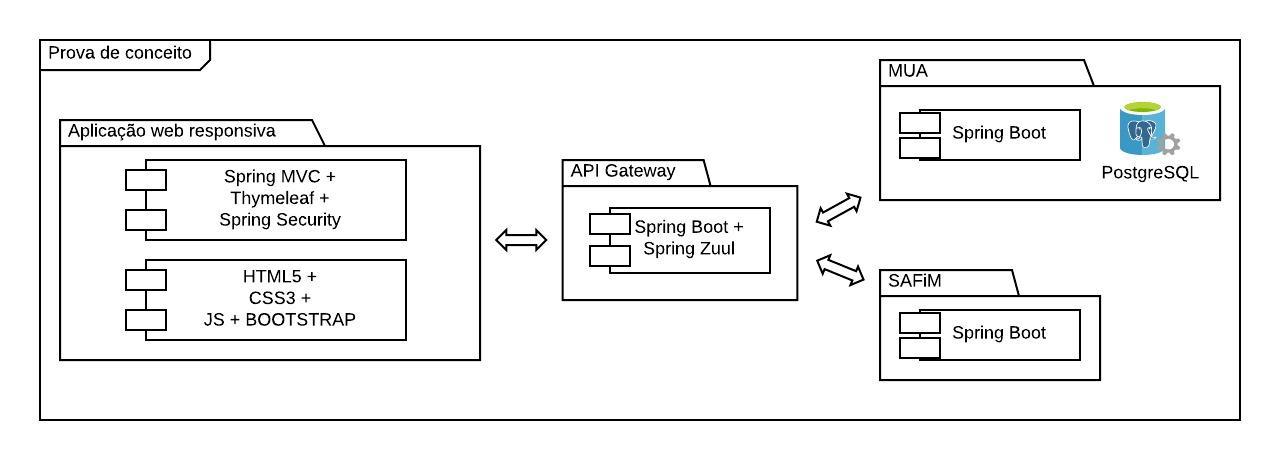 Prova de conceito
Aplicação web responsiva
Spring MVC +
Thymeleaf +
Spring Security
HTML5 +
CSS3 +
JS + BOOTSTRAP
API Gateway
Spring Boot +
Spring Zuul
MUA
Spring Boot
PostgreSQL
SAFiM
Spring Boot